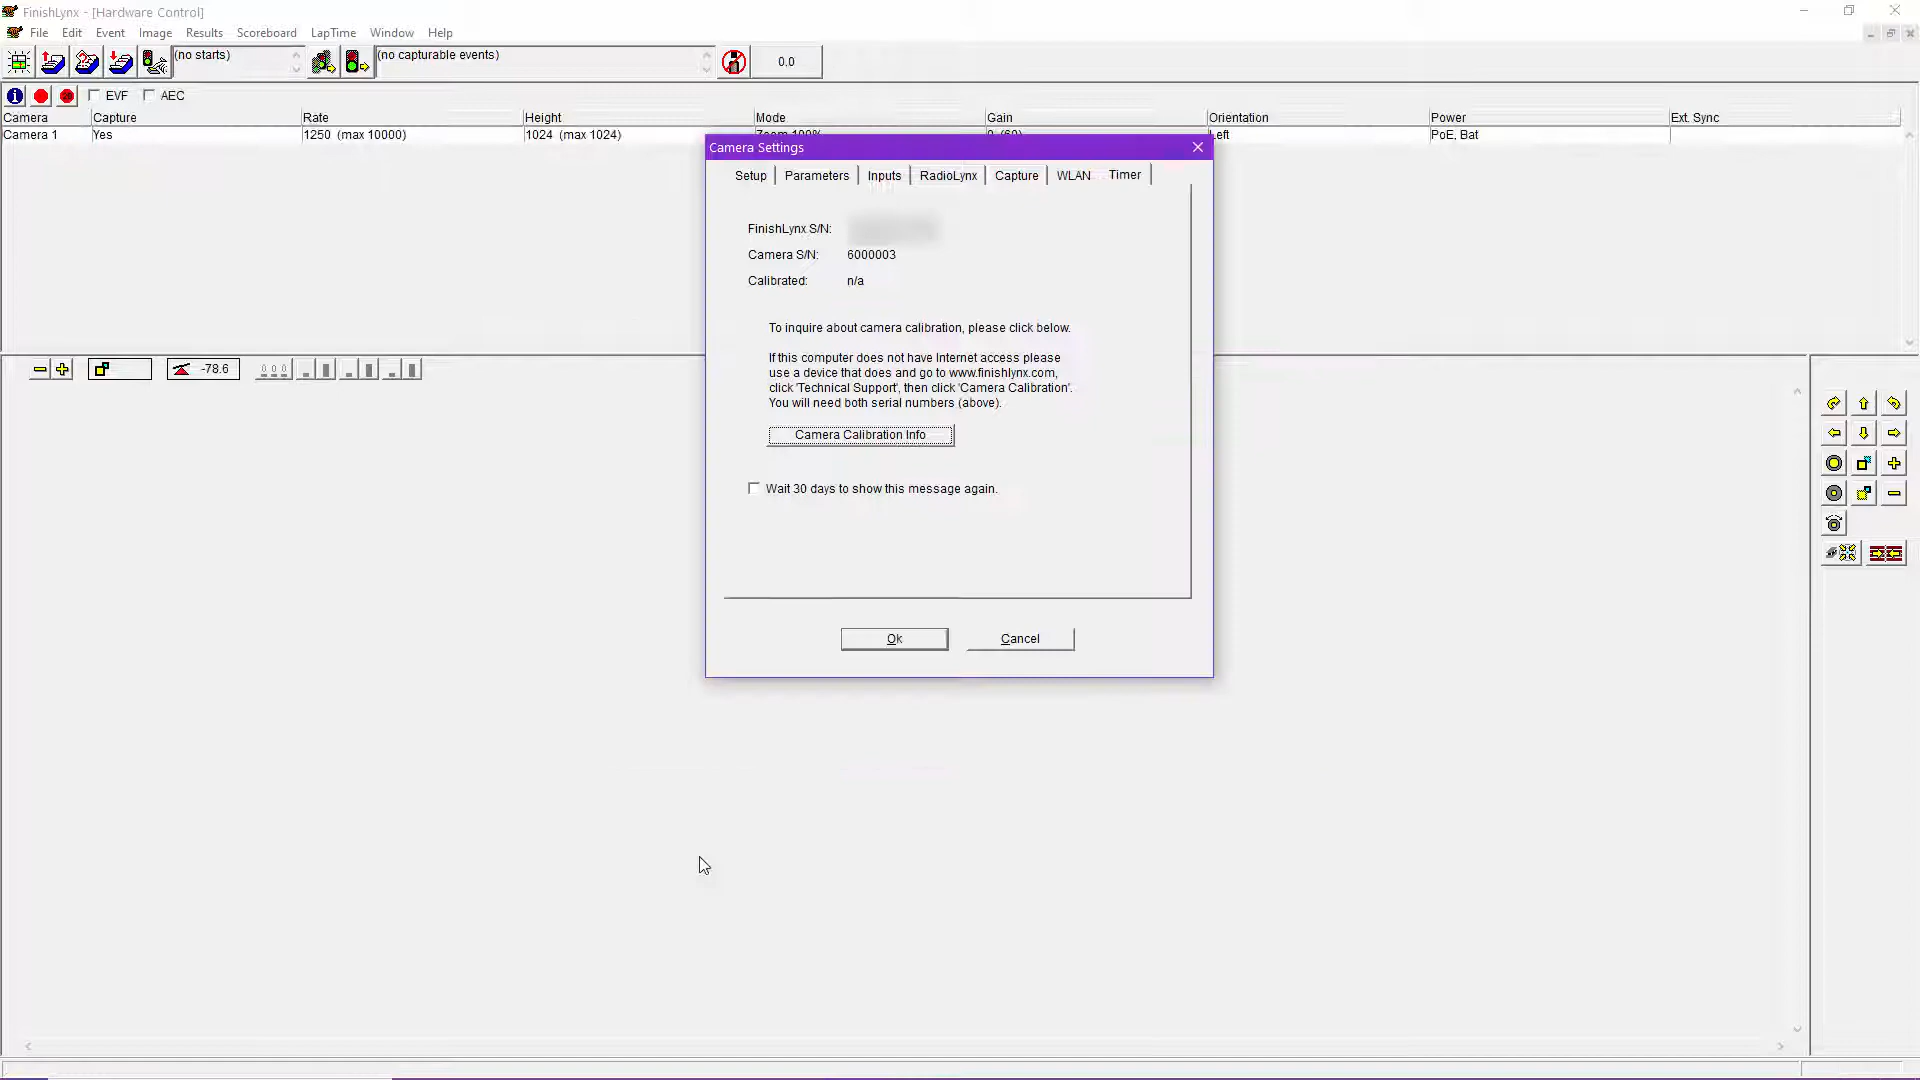 FinishLynx - [Hardware Control]
File Edit Event Image Results Scoreboard LapTime Window Help
(no starts) (no capturable events) 0.0
EVF AEC
Camera Capture Rate Height Mode Gain Orientation Power Ext. Sync
Camera 1 Yes 1250 (max 10000) 1024 (max 1024) Zoom 100% 0 (60) Left PoE, Bat
Camera Settings
Setup Parameters Inputs RadioLynx Capture WLAN Timer
FinishLynx S/N:
Camera S/N: 6000003
Calibrated: n/a
To inquire about camera calibration, please click below.
If this computer does not have Internet access please
use a device that does and go to www.finishlynx.com,
click 'Technical Support', then click 'Camera Calibration'.
You will need both serial numbers (above).
-78.6
0.0.0
Camera Calibration Info
Wait 30 days to show this message again.
Ok Cancel